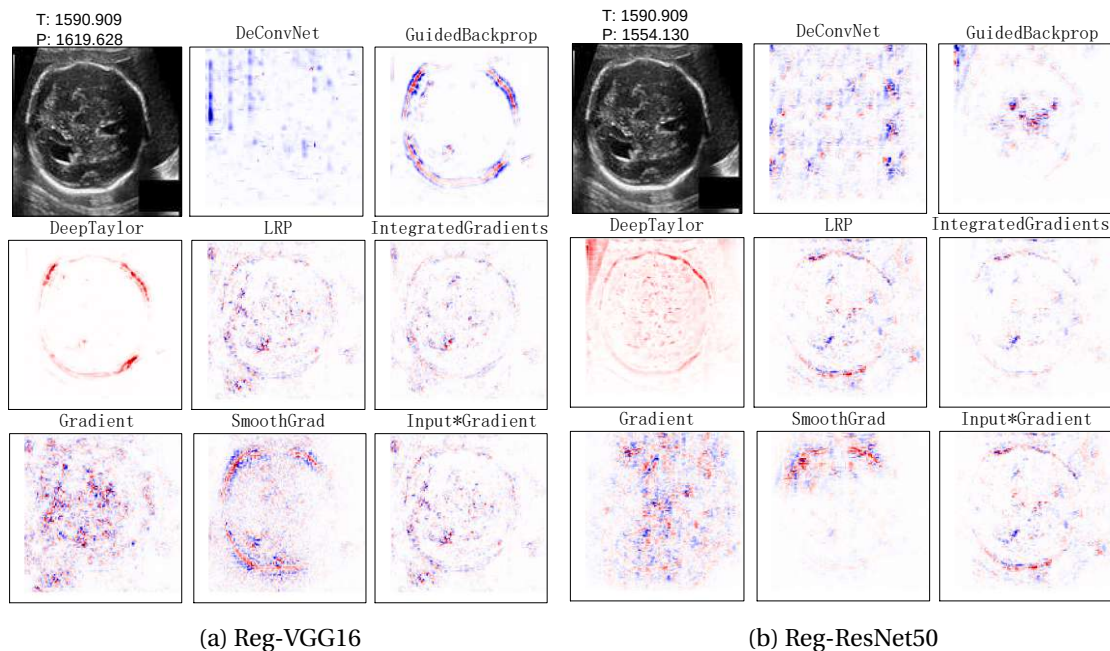 T: 1590.909
P: 1619.628
DeConvNet
GuidedBackprop
DeepTaylor
LRP
IntegratedGradients
Gradient
SmoothGrad
Input*Gradient
(a) Reg-VGG16
T: 1590.909
P: 1554.130
DeConvNet
GuidedBackprop
DeepTaylor
LRP
IntegratedGradients
Gradient
SmoothGrad
Input*Gradient
(b) Reg-ResNet50